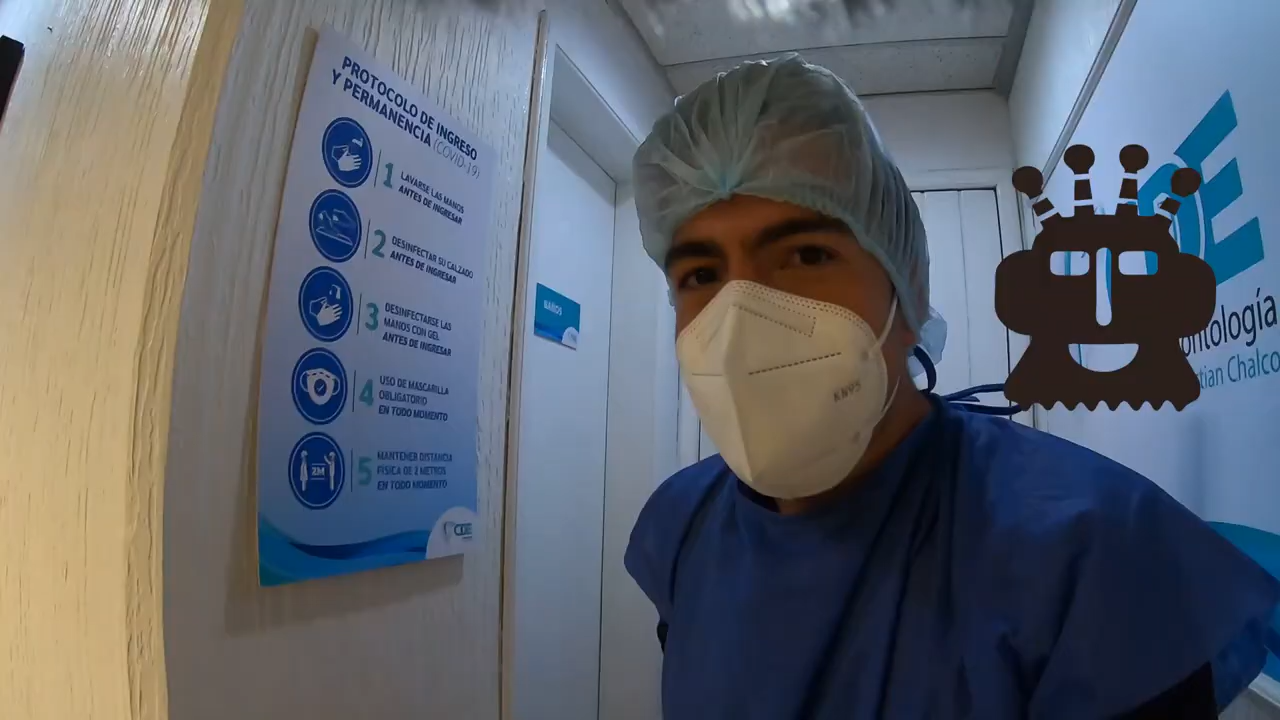 PROTOCOLO DE INGRESO
Y PERMANENCIA (COVID-19)
1
LAVARSE LAS MANOS
ANTES DE INGRESAR
2
DESINFECTAR SU CALZADO
ANTES DE INGRESAR
3
DESINFECTARSE LAS
MANOS CON GEL
ANTES DE INGRESAR
4
USO DE MASCARILLA
OBLIGATORIO
EN TODO MOMENTO
2M
5
MANTENER DISTANCIA
FÍSICA DE 2 METROS
EN TODO MOMENTO
BAÑOS
KN95
E
ontología
tian Chalco